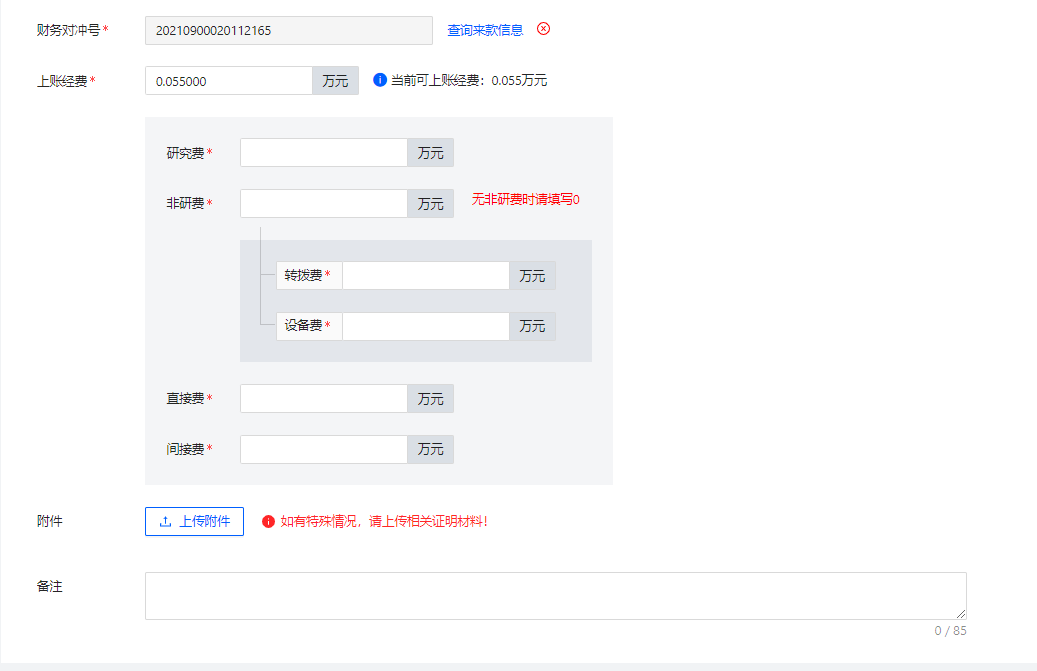 财务对冲号* 20210900020112165 查询来款信息
上账经费* 0.055000 万元 当前可上账经费：0.055万元
研究费* 万元
非研费* 万元 无非研费时请填写0
转拨费* 万元
设备费* 万元
直接费* 万元
间接费* 万元
附件 上传附件 如有特殊情况，请上传相关证明材料！
备注
0 / 85